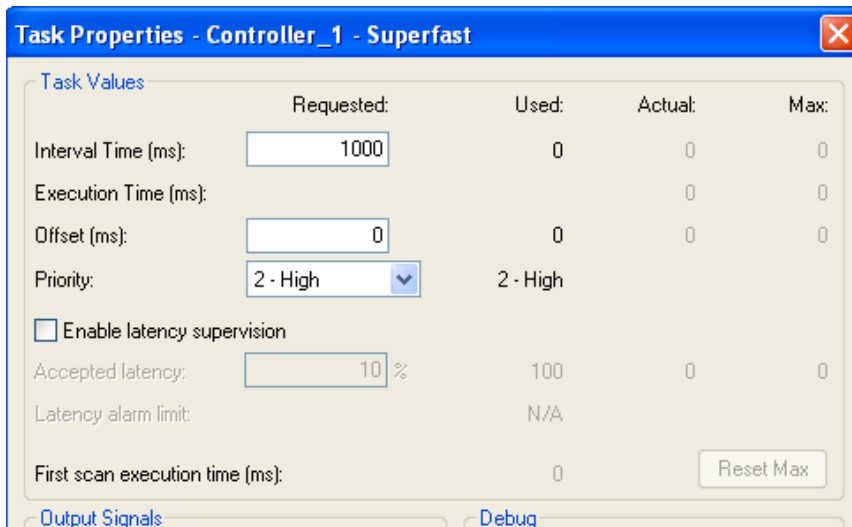 Task Properties - Controller_1 - Superfast
Task Values
Requested: Used: Actual: Max:
Interval Time (ms): 1000 0 0 0
Execution Time (ms): 0 0
Offset (ms): 0 0 0 0
Priority: 2 - High 2 - High
Enable latency supervision
Accepted latency: 10 % 100 0 0
Latency alarm limit: N/A
First scan execution time (ms): 0 Reset Max
Output Signals Debug